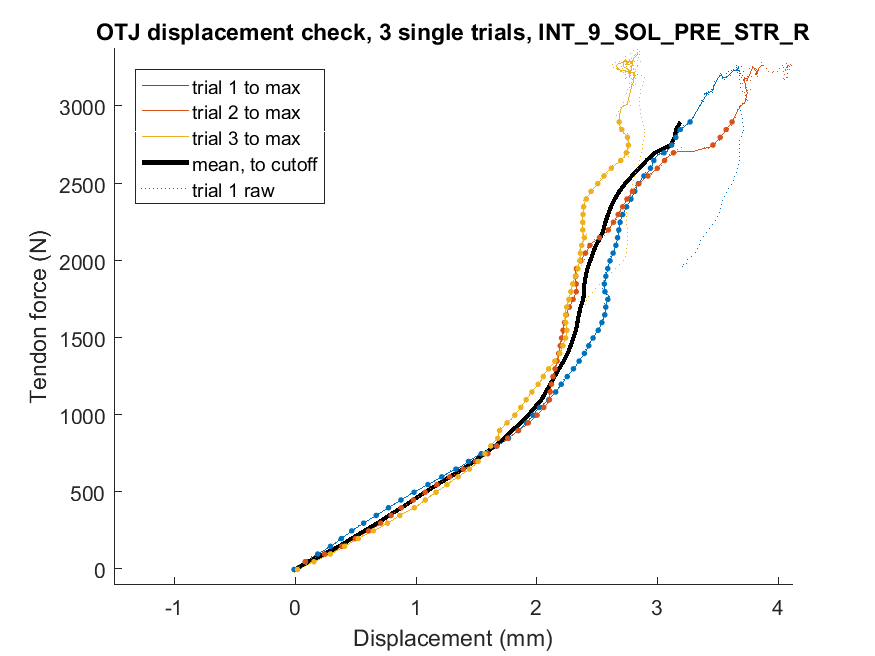 OTJ displacement check, 3 single trials, INT_9_SOL_PRE_STR_R
trial 1 to max
trial 2 to max
trial 3 to max
mean, to cutoff
trial 1 raw
Tendon force (N)
3000
2500
2000
1500
1000
500
0
-1
0
1
2
3
4
Displacement (mm)